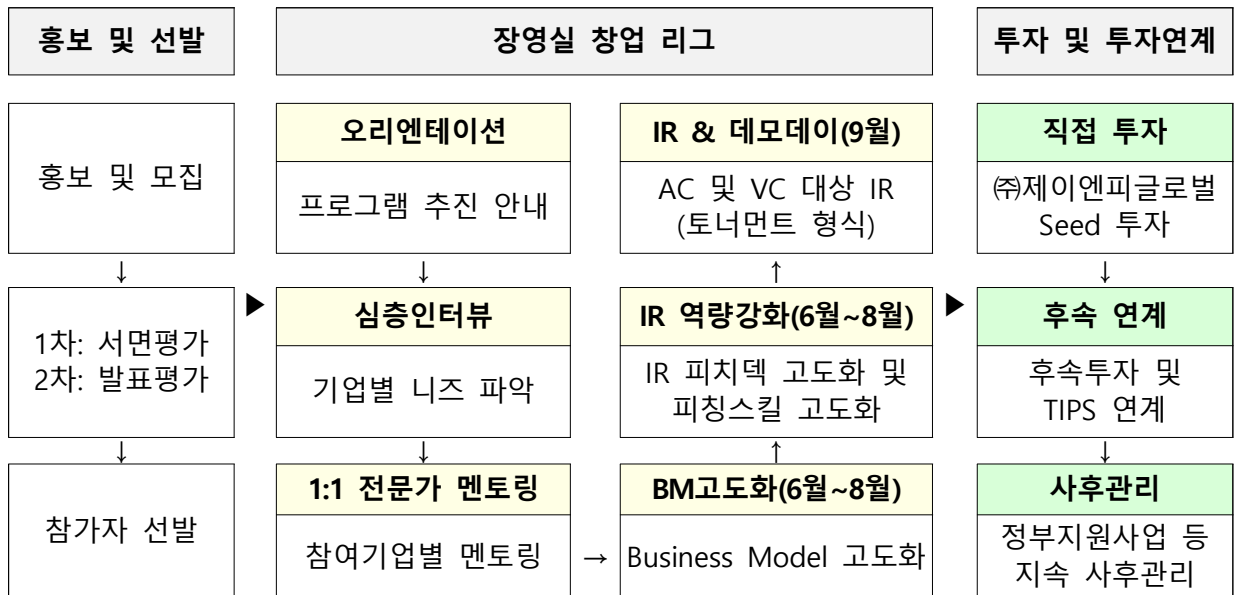 홍보 및 선발
장영실 창업 리그
투자 및 투자연계
홍보 및 모집
↓
1차: 서면평가
2차: 발표평가
↓
참가자 선발
▶
오리엔테이션
프로그램 추진 안내
↓
심층인터뷰
기업별 니즈 파악
↓
1:1 전문가 멘토링
참여기업별 멘토링
→
BM고도화(6월~8월)
Business Model 고도화
↑
IR 역량강화(6월~8월)
IR 피치덱 고도화 및
피칭스킬 고도화
↑
IR & 데모데이(9월)
AC 및 VC 대상 IR
(토너먼트 형식)
▶
직접 투자
㈜제이엔피글로벌
Seed 투자
↓
후속 연계
후속투자 및
TIPS 연계
↓
사후관리
정부지원사업 등
지속 사후관리